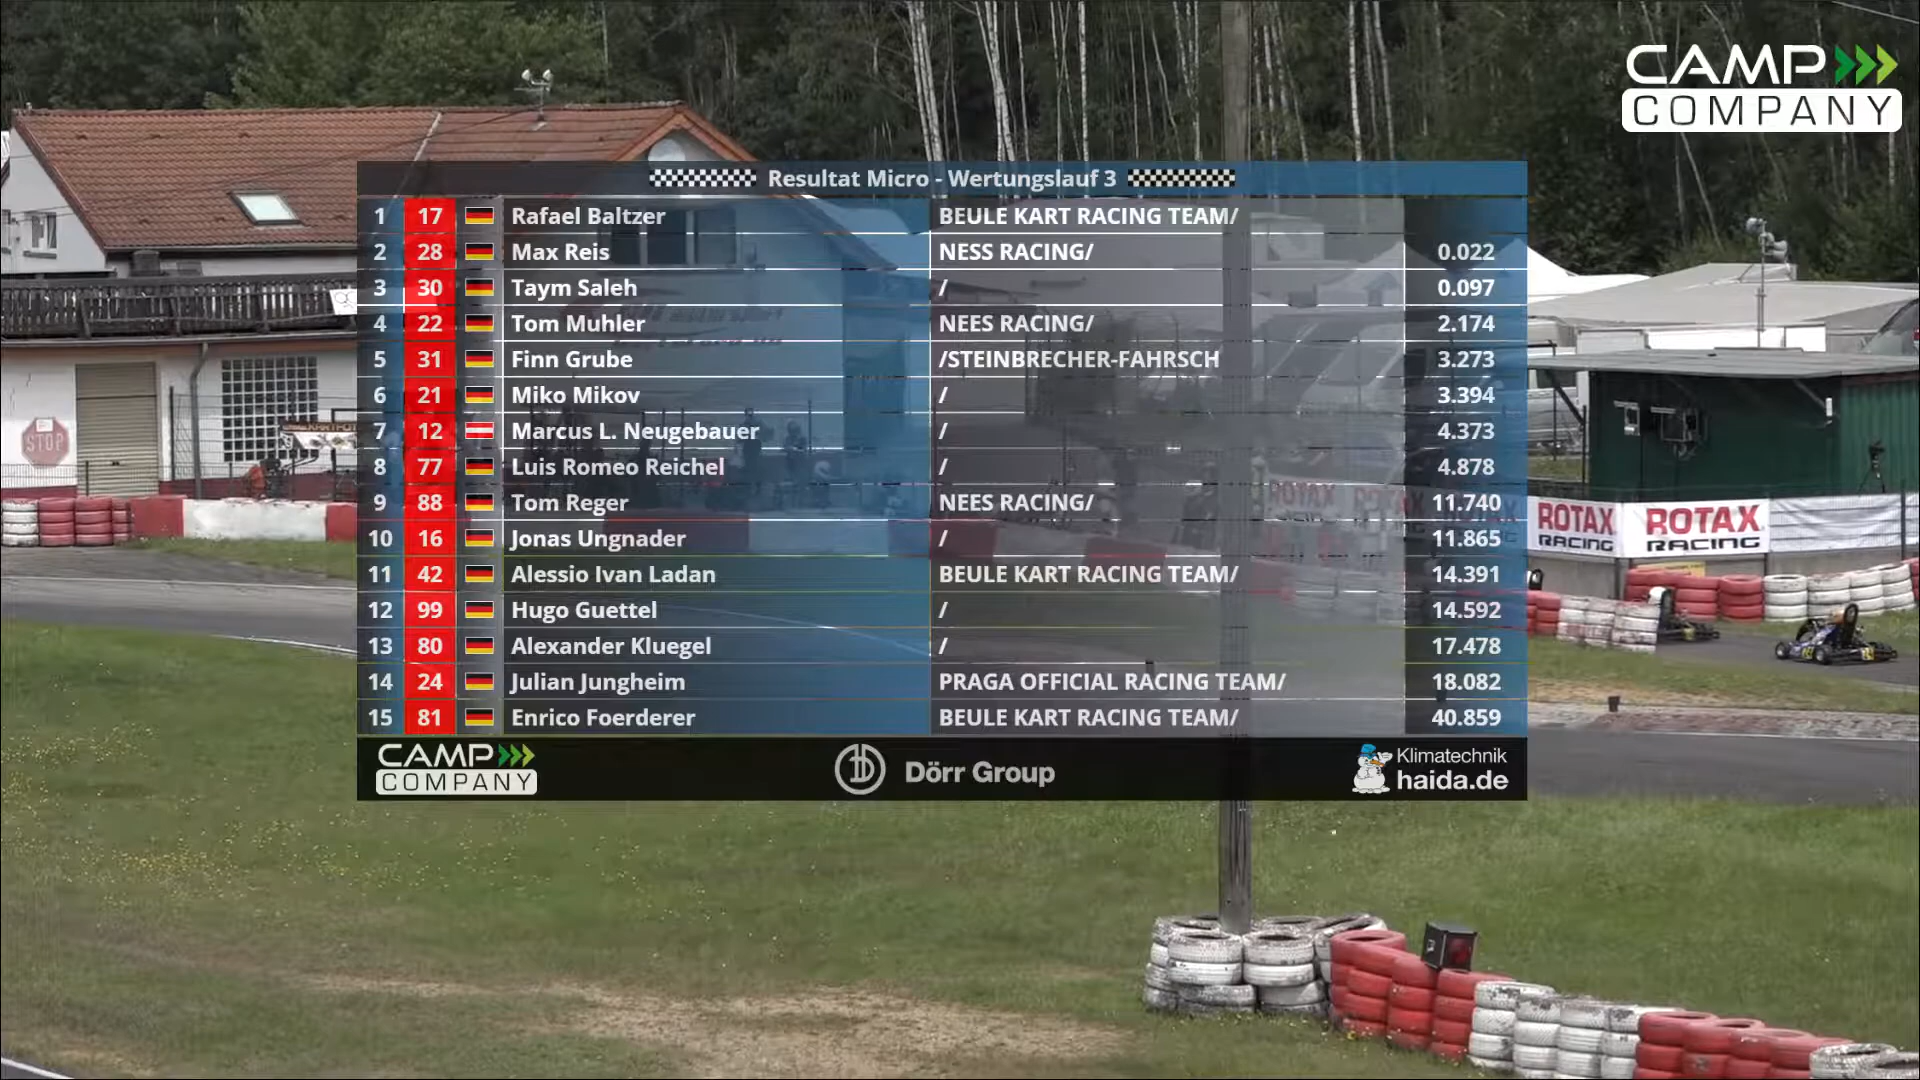 CAMP
COMPANY
Resultat Micro - Wertungslauf 3
1 17 Rafael Baltzer BEULE KART RACING TEAM/
2 28 Max Reis NESS RACING/ 0.022
3 30 Taym Saleh / 0.097
4 22 Tom Muhler NEES RACING/ 2.174
5 31 Finn Grube /STEINBRECHER-FAHRSCH 3.273
6 21 Miko Mikov / 3.394
7 12 Marcus L. Neugebauer / 4.373
8 77 Luis Romeo Reichel / 4.878
9 88 Tom Reger NEES RACING/ 11.740
10 16 Jonas Ungnader / 11.865
11 42 Alessio Ivan Ladan BEULE KART RACING TEAM/ 14.391
12 99 Hugo Guettel / 14.592
13 80 Alexander Kluegel / 17.478
14 24 Julian Jungheim PRAGA OFFICIAL RACING TEAM/ 18.082
15 81 Enrico Foerderer BEULE KART RACING TEAM/ 40.859
STOP
ROTAX
RACING
ROTAX
RACING
CAMP
COMPANY
Dörr Group
Klimatechnik
haida.de